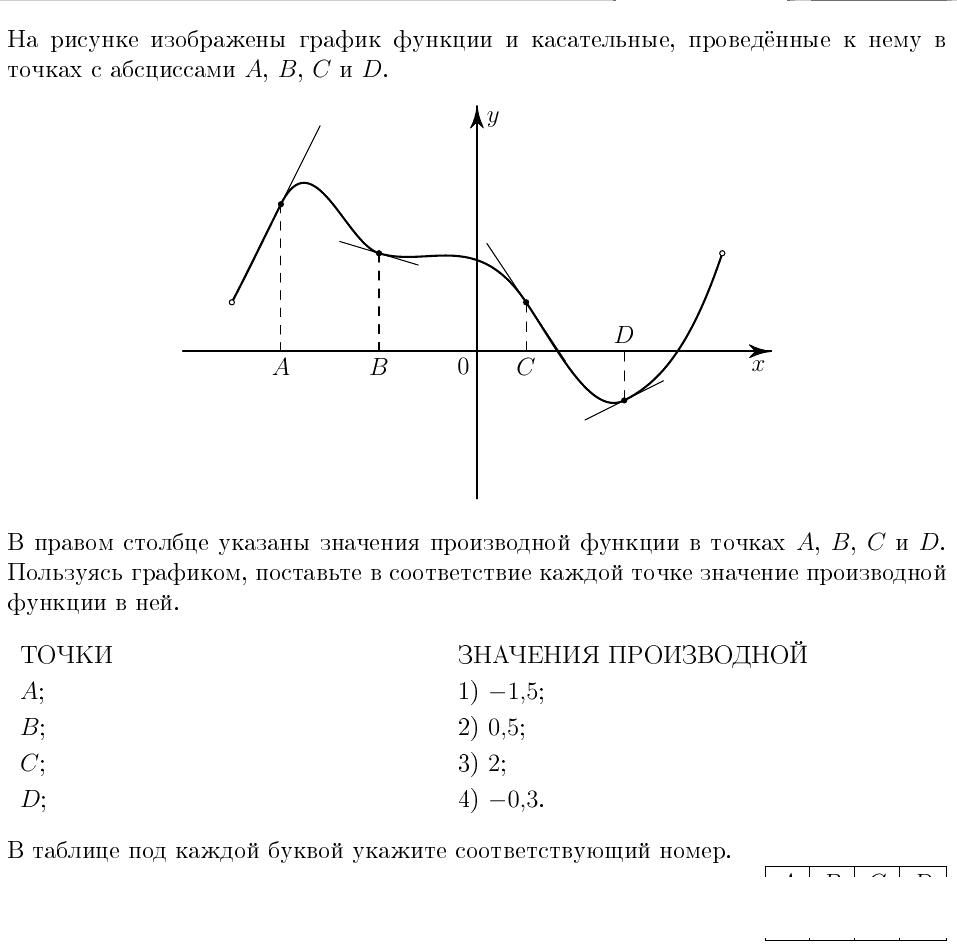 На рисунке изображены график функции и касательные, проведённые к нему в
точках с абсциссами A, B, C и D.
y
D
A
B
0
C
x
В правом столбце указаны значения производной функции в точках A, B, C и D.
Пользуясь графиком, поставьте в соответствие каждой точке значение производной
функции в ней.
ТОЧКИ
ЗНАЧЕНИЯ ПРОИЗВОДНОЙ
A;
1) −1,5;
B;
2) 0,5;
C;
3) 2;
D;
4) −0,3.
В таблице под каждой буквой укажите соответствующий номер.